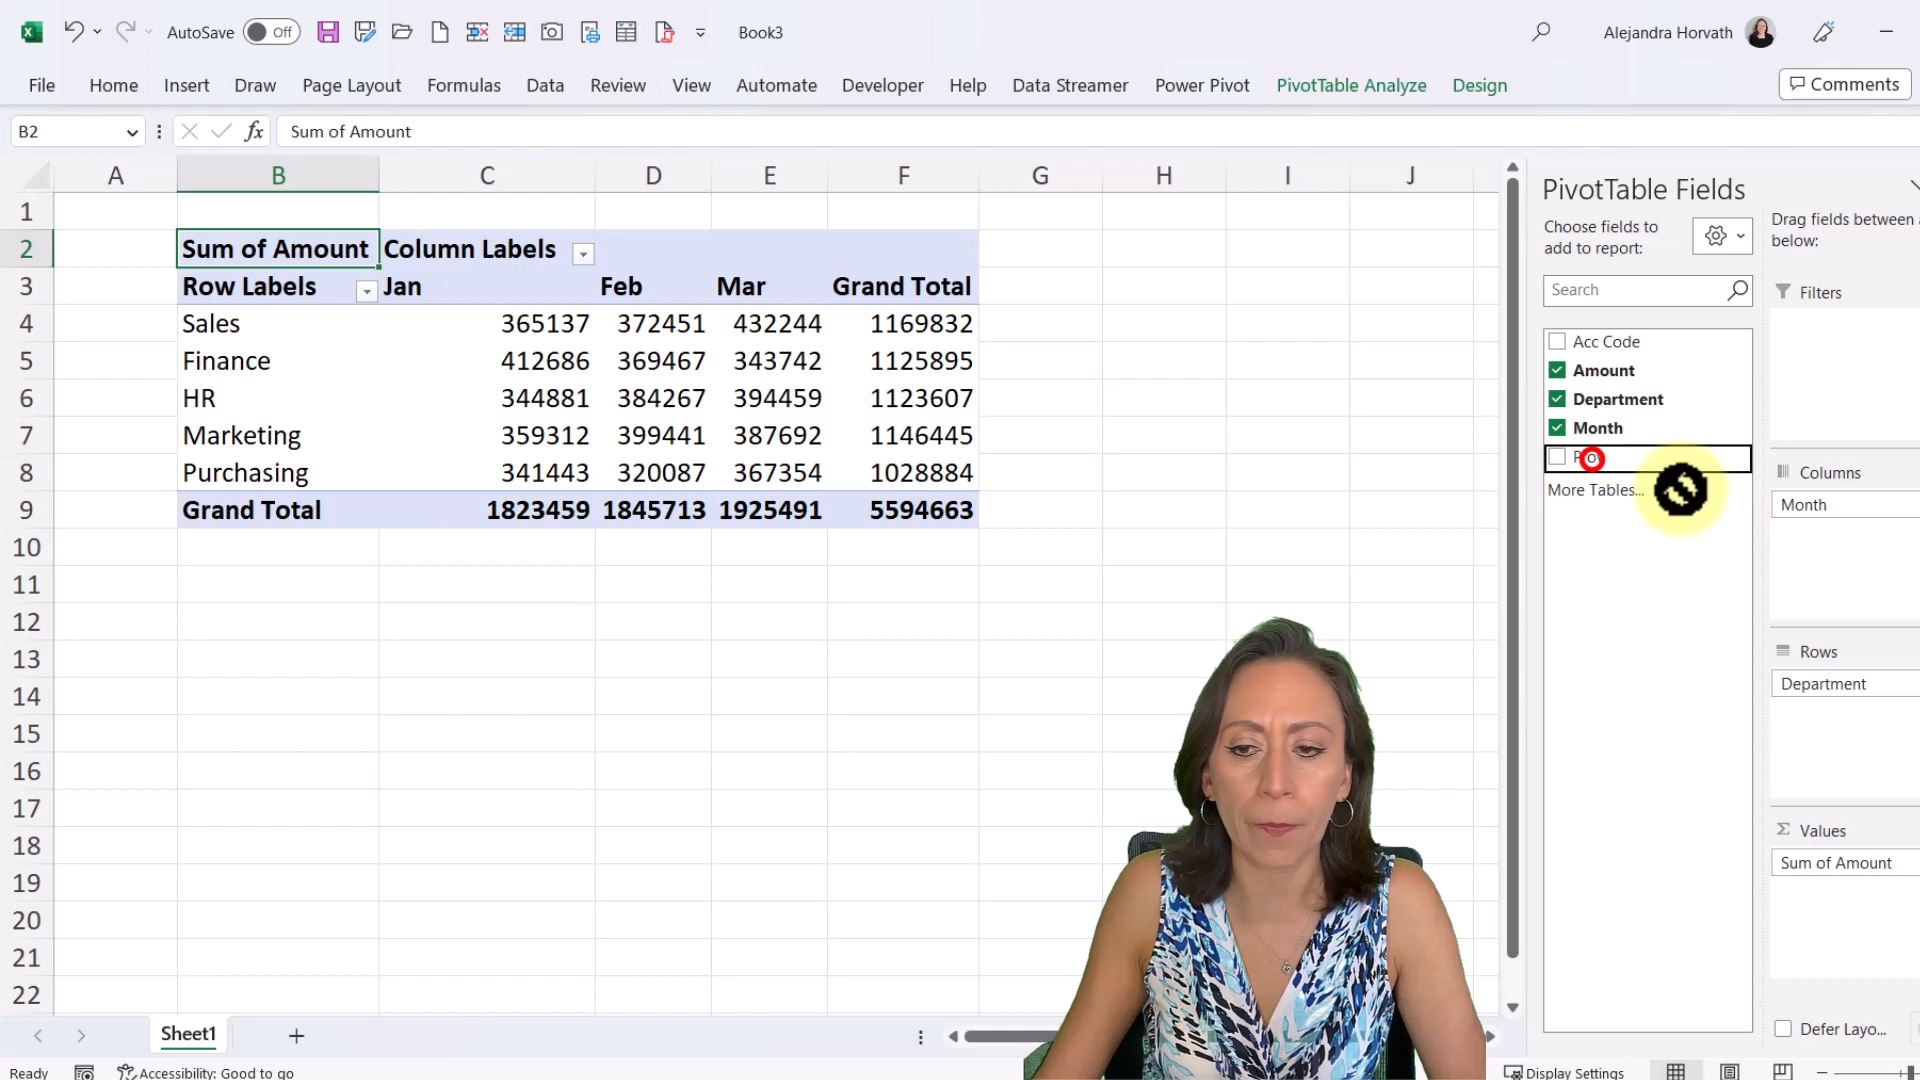 AutoSave Off Book3 Alejandra Horvath
File Home Insert Draw Page Layout Formulas Data Review View Automate Developer Help Data Streamer Power Pivot PivotTable Analyze Design Comments
B2 fx Sum of Amount
A B C D E F G H I J
1
2 Sum of Amount Column Labels
3 Row Labels Jan Feb Mar Grand Total
4 Sales 365137 372451 432244 1169832
5 Finance 412686 369467 343742 1125895
6 HR 344881 384267 394459 1123607
7 Marketing 359312 399441 387692 1146445
8 Purchasing 341443 320087 367354 1028884
9 Grand Total 1823459 1845713 1925491 5594663
10
11
12
13
14
15
16
17
18
19
20
21
22
PivotTable Fields
Choose fields to
add to report:
Search
Acc Code
Amount
Department
Month
More Tables...
Drag fields between
below:
Filters
Columns
Month
Rows
Department
Values
Sum of Amount
Defer Layo...
Sheet1
Ready Accessibility: Good to go Display Settings